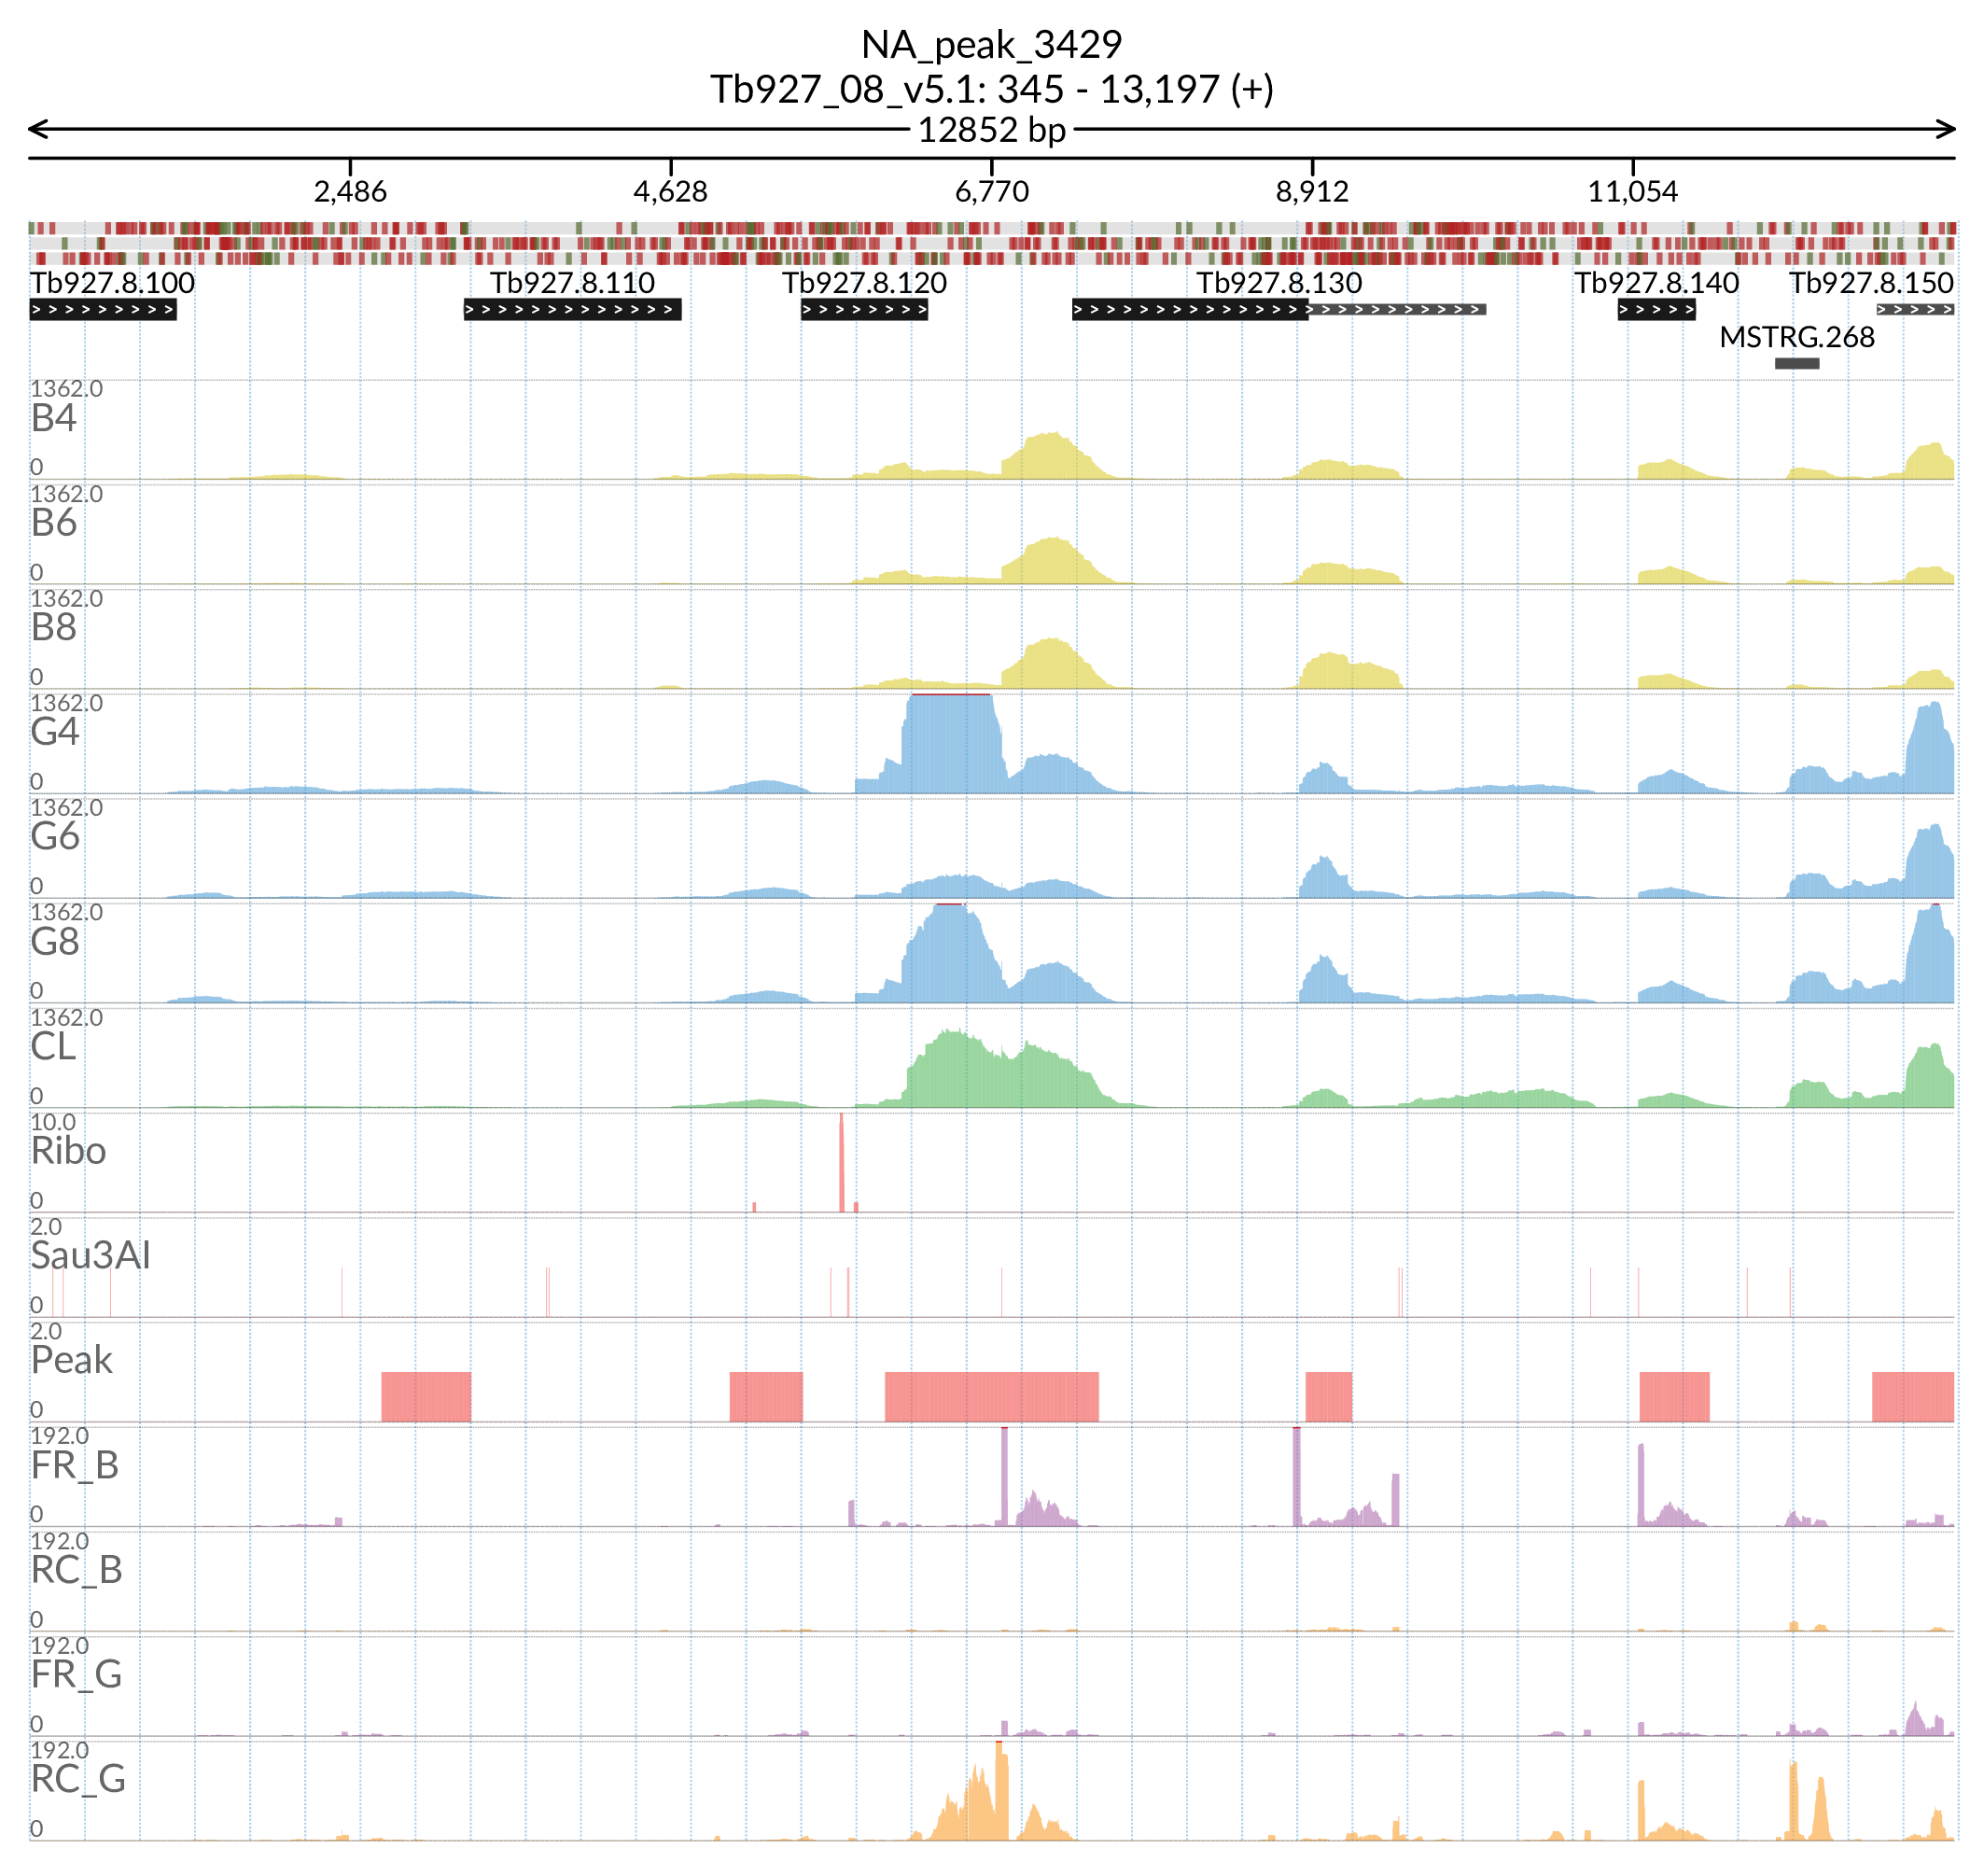 NA_peak_3429
Tb927_08_v5.1: 345 - 13,197 (+)
12852 bp
2,486 4,628 6,770 8,912 11,054
Tb927.8.100 Tb927.8.110 Tb927.8.120 Tb927.8.130 Tb927.8.140 Tb927.8.150
MSTRG.268
1362.0
B4
0
1362.0
B6
0
1362.0
B8
0
1362.0
G4
0
1362.0
G6
0
1362.0
G8
0
1362.0
CL
0
10.0
Ribo
0
2.0
Sau3AI
0
2.0
Peak
0
192.0
FR_B
0
192.0
RC_B
0
192.0
FR_G
0
192.0
RC_G
0